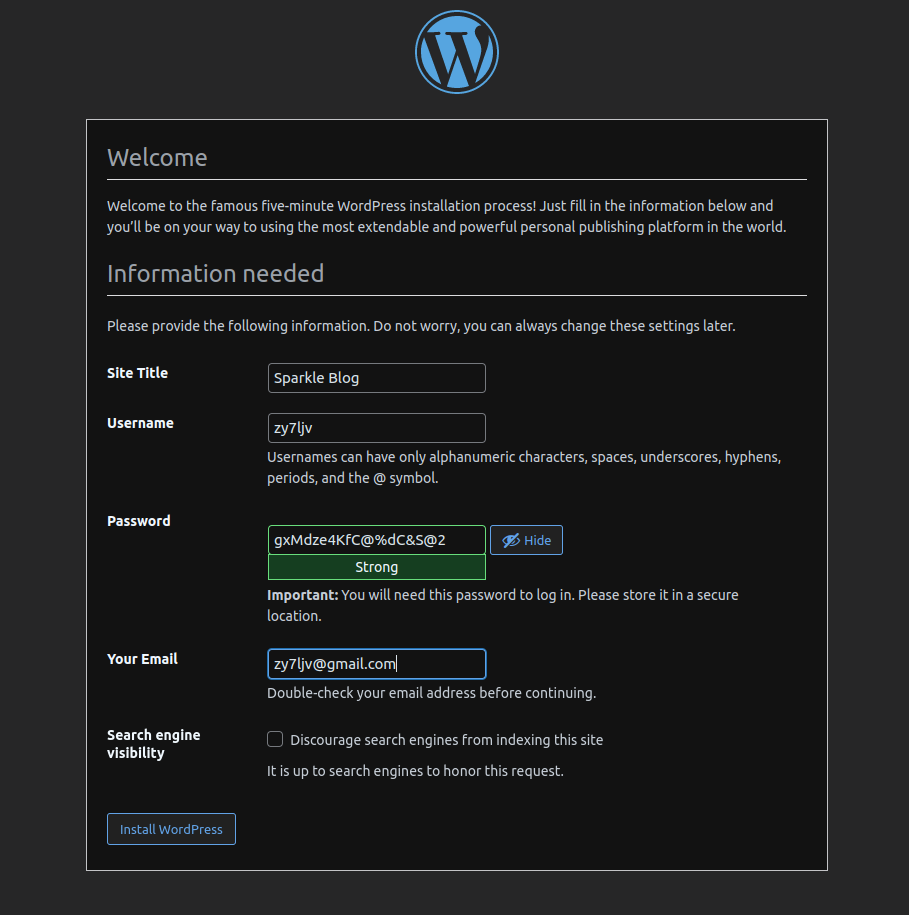 Welcome
Welcome to the famous five-minute WordPress installation process! Just fill in the information below and
you’ll be on your way to using the most extendable and powerful personal publishing platform in the world.
Information needed
Please provide the following information. Do not worry, you can always change these settings later.
Site Title
Sparkle Blog
Username
zy7ljv
Usernames can have only alphanumeric characters, spaces, underscores, hyphens,
periods, and the @ symbol.
Password
gxMdze4KfC@%dC&S@2
Hide
Strong
Important: You will need this password to log in. Please store it in a secure
location.
Your Email
zy7ljv@gmail.com
Double-check your email address before continuing.
Search engine
visibility
Discourage search engines from indexing this site
It is up to search engines to honor this request.
Install WordPress